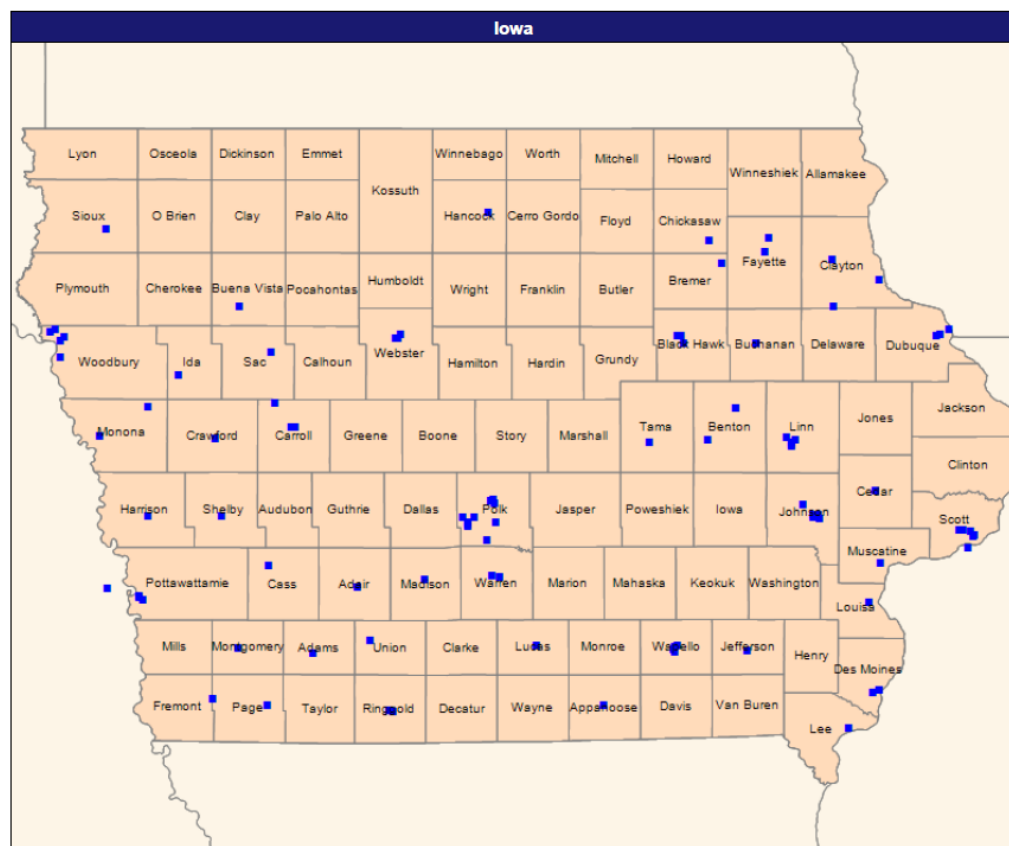 Iowa
Lyon
Osceola
Dickinson
Emmet
Winnebago
Worth
Mitchell
Howard
Winneshiek
Allamakee
Kossuth
Sioux
O Brien
Clay
Palo Alto
Hancock
Cerro Gordo
Floyd
Chickasaw
Fayette
Clayton
Plymouth
Cherokee
Buena Vista
Pocahontas
Humboldt
Wright
Franklin
Butler
Bremer
Woodbury
Ida
Sac
Calhoun
Webster
Hamilton
Hardin
Grundy
Black Hawk
Buchanan
Delaware
Dubuque
Monona
Crawford
Carroll
Greene
Boone
Story
Marshall
Tama
Benton
Linn
Jones
Jackson
Clinton
Harrison
Shelby
Audubon
Guthrie
Dallas
Polk
Jasper
Poweshiek
Iowa
Johnson
Cedar
Scott
Muscatine
Pottawattamie
Cass
Adair
Madison
Warren
Marion
Mahaska
Keokuk
Washington
Louisa
Mills
Montgomery
Adams
Union
Clarke
Lucas
Monroe
Wapello
Jefferson
Henry
Des Moines
Fremont
Page
Taylor
Ringgold
Decatur
Wayne
Appanoose
Davis
Van Buren
Lee